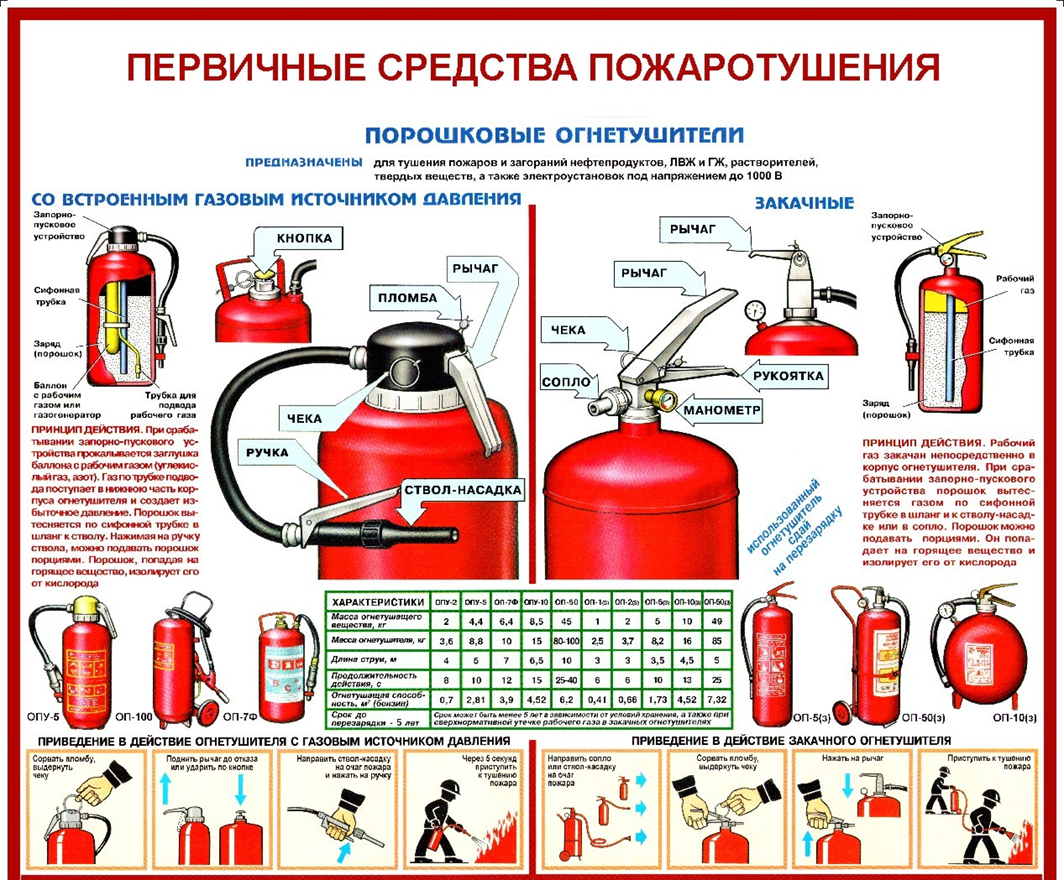 ПЕРВИЧНЫЕ СРЕДСТВА ПОЖАРОТУШЕНИЯ
ПОРОШКОВЫЕ ОГНЕТУШИТЕЛИ
ПРЕДНАЗНАЧЕНЫ для тушения пожаров и загораний нефтепродуктов, ЛВЖ и ГЖ, растворителей,
твердых веществ, а также электроустановок под напряжением до 1000 В
СО ВСТРОЕННЫМ ГАЗОВЫМ ИСТОЧНИКОМ ДАВЛЕНИЯ
Запорно-
пусковое
устройство
Сифонная
трубка
Заряд
(порошок)
Баллон
с рабочим
газом или
газогенератор
Трубка для
подвода
рабочего газа
КНОПКА
РЫЧАГ
ПЛОМБА
ЧЕКА
РУЧКА
СТВОЛ-НАСАДКА
ПРИНЦИП ДЕЙСТВИЯ. При сраба-
тывании запорно-пускового ус-
тройства прокалывается заглушка
баллона с рабочим газом (углекис-
лый газ, азот). Газ по трубке подво-
да поступает в нижнюю часть кор-
пуса огнетушителя и создает из-
быточное давление. Порошок вы-
тесняется по сифонной трубке в
шланг к стволу. Нажимая на ручку
ствола, можно подавать порошок
порциями. Порошок, попадая на
горящее вещество, изолирует его
от кислорода
ЗАКАЧНЫЕ
РЫЧАГ
РЫЧАГ
ЧЕКА
СОПЛО
РУКОЯТКА
МАНОМЕТР
Запорно-
пусковое
устройство
Рабочий
газ
Сифонная
трубка
Заряд
(порошок)
использованный
огнетушитель
сдай
на перезарядку
ПРИНЦИП ДЕЙСТВИЯ. Рабочий
газ закачан непосредственно в
корпус огнетушителя. При сра-
батывании запорно-пускового
устройства порошок вытес-
няется газом по сифонной
трубке в шланг и к стволу-насад-
ке или в сопло. Порошок можно
подавать порциями. Он попа-
дает на горящее вещество и
изолирует его от кислорода
ОПУ-5
ОП-100
ОП-7Ф
ХАРАКТЕРИСТИКИ ОПУ-2 ОПУ-5 ОП-7Ф ОПУ-10 ОП-50 ОП-1(з) ОП-2(з) ОП-5(з) ОП-10(з) ОП-50(з)
Масса огнетушащего
вещества, кг 2 4,4 6,4 8,5 45 1 2 5 10 49
Масса огнетушителя, кг 3,6 8,8 10 15 80-100 2,5 3,7 8,2 16 85
Длина струи, м 4 5 7 6,5 10 3 3 3,5 4,5 5
Продолжительность
действия, с 8 10 12 15 25-40 6 6 10 13 25
Огнетушащая способ-
ность, м² (бензин) 0,7 2,81 3,9 4,52 6,2 0,41 0,66 1,73 4,52 7,32
Срок до
перезарядки - 5 лет
Срок может быть менее 5 лет в зависимости от условий хранения, а также при
сверхнормативной утечке рабочего газа в закачных огнетушителях
ОП-5(з)
ОП-50(з)
ОП-10(з)
ПРИВЕДЕНИЕ В ДЕЙСТВИЕ ОГНЕТУШИТЕЛЯ С ГАЗОВЫМ ИСТОЧНИКОМ ДАВЛЕНИЯ
Сорвать пломбу,
выдернуть
чеку
Поднять рычаг до отказа
или ударить по кнопке
Направить ствол-насадку
на очаг пожара
и нажать на ручку
Через 5 секунд
приступить
к тушению
пожара
ПРИВЕДЕНИЕ В ДЕЙСТВИЕ ЗАКАЧНОГО ОГНЕТУШИТЕЛЯ
Направить сопло
или ствол-насадку
на очаг
пожара
Сорвать пломбу,
выдернуть чеку
Нажать на рычаг
Приступить к тушению
пожара